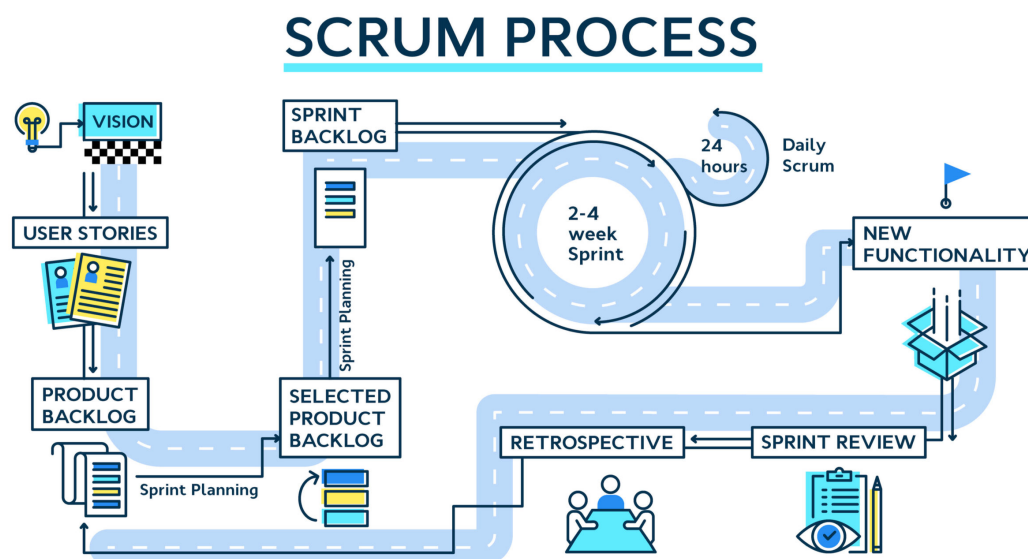 SCRUM PROCESS
VISION
USER STORIES
PRODUCT
BACKLOG
Sprint Planning
SELECTED
PRODUCT
BACKLOG
Sprint Planning
SPRINT
BACKLOG
2-4
week
Sprint
24
hours
Daily
Scrum
NEW
FUNCTIONALITY
SPRINT REVIEW
RETROSPECTIVE